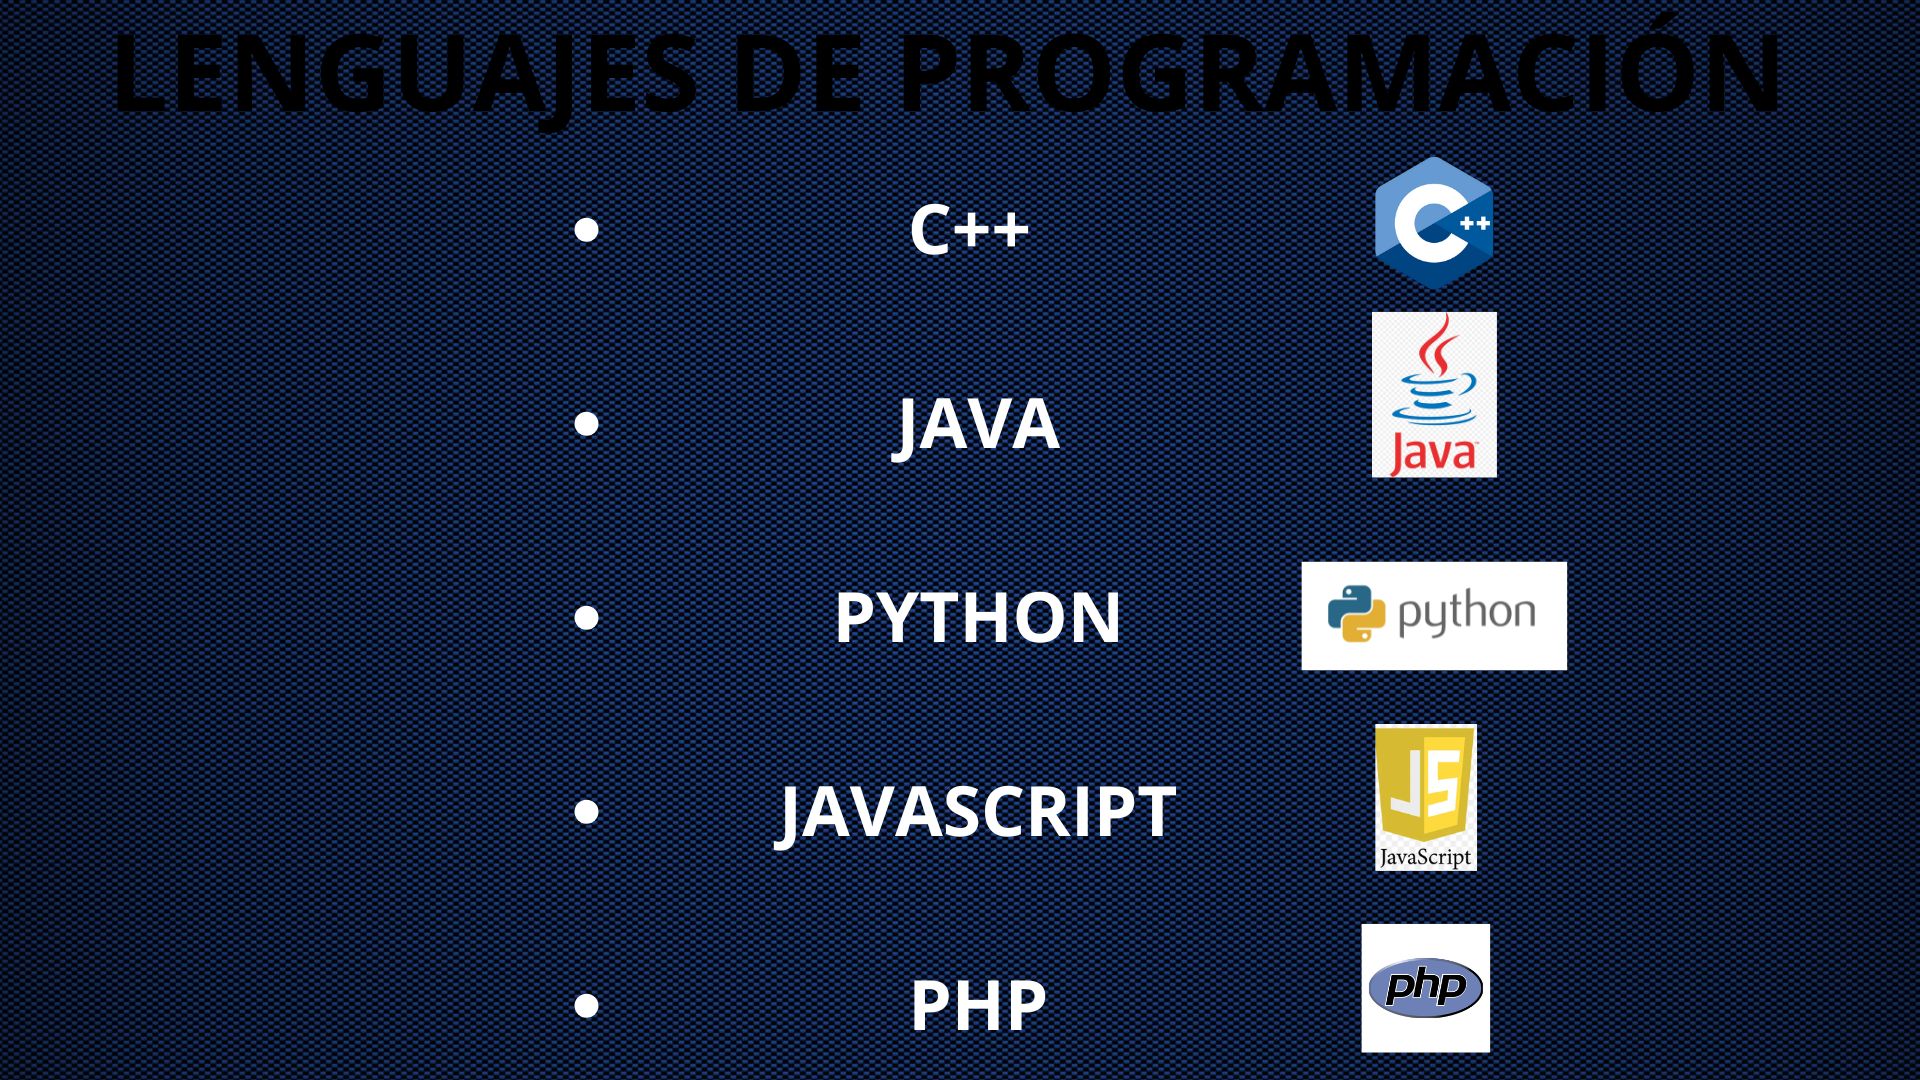 LENGUAJES DE PROGRAMACIÓN
• C++
C++
• JAVA
Java
• PYTHON
python
• JAVASCRIPT
JS
JavaScript
• PHP
php